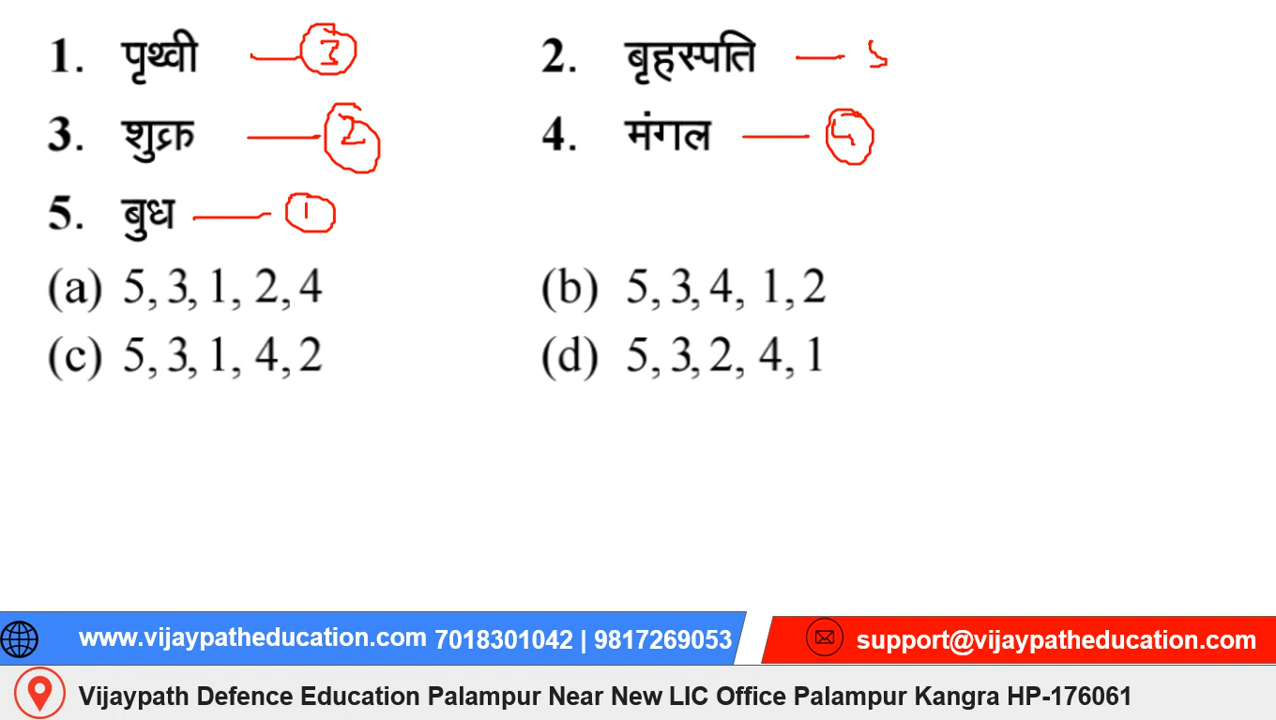 1. पृथ्वी — 3 2. बृहस्पति — 5
3. शुक्र — 2 4. मंगल — 4
5. बुध — 1
(a) 5, 3, 1, 2, 4 (b) 5, 3, 4, 1, 2
(c) 5, 3, 1, 4, 2 (d) 5, 3, 2, 4, 1
www.vijaypatheducation.com 7018301042 | 9817269053 support@vijaypatheducation.com
Vijaypath Defence Education Palampur Near New LIC Office Palampur Kangra HP-176061